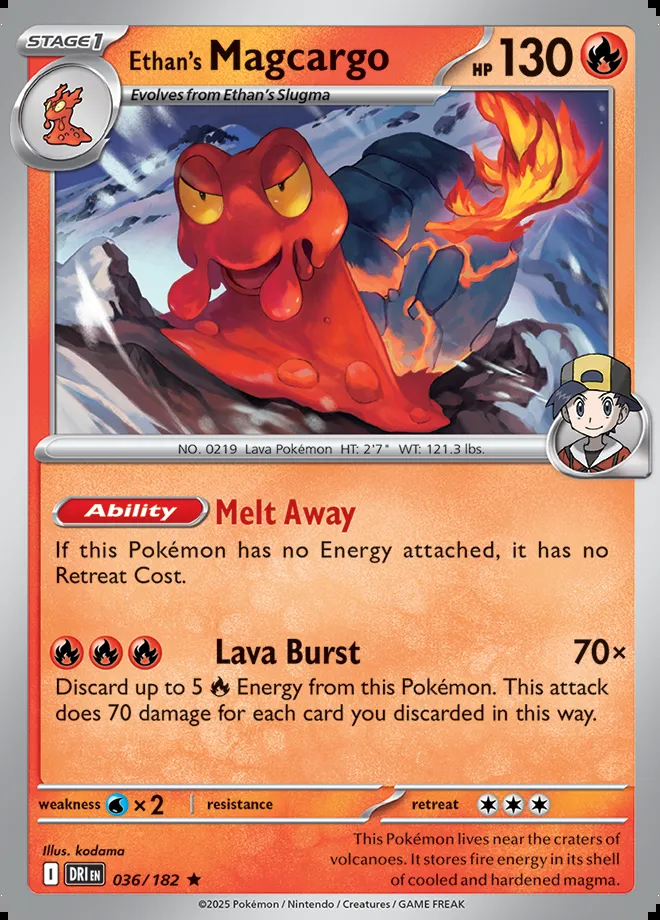 STAGE1
Ethan's Magcargo HP 130
Evolves from Ethan's Slugma
NO. 0219 Lava Pokémon HT: 2'7" WT: 121.3 lbs.
Ability Melt Away
If this Pokémon has no Energy attached, it has no
Retreat Cost.
Lava Burst 70×
Discard up to 5 Energy from this Pokémon. This attack
does 70 damage for each card you discarded in this way.
weakness ×2 resistance retreat
Illus. kodama
I DRI EN 036/182 ★
This Pokémon lives near the craters of
volcanoes. It stores fire energy in its shell
of cooled and hardened magma.
©2025 Pokémon / Nintendo / Creatures / GAME FREAK